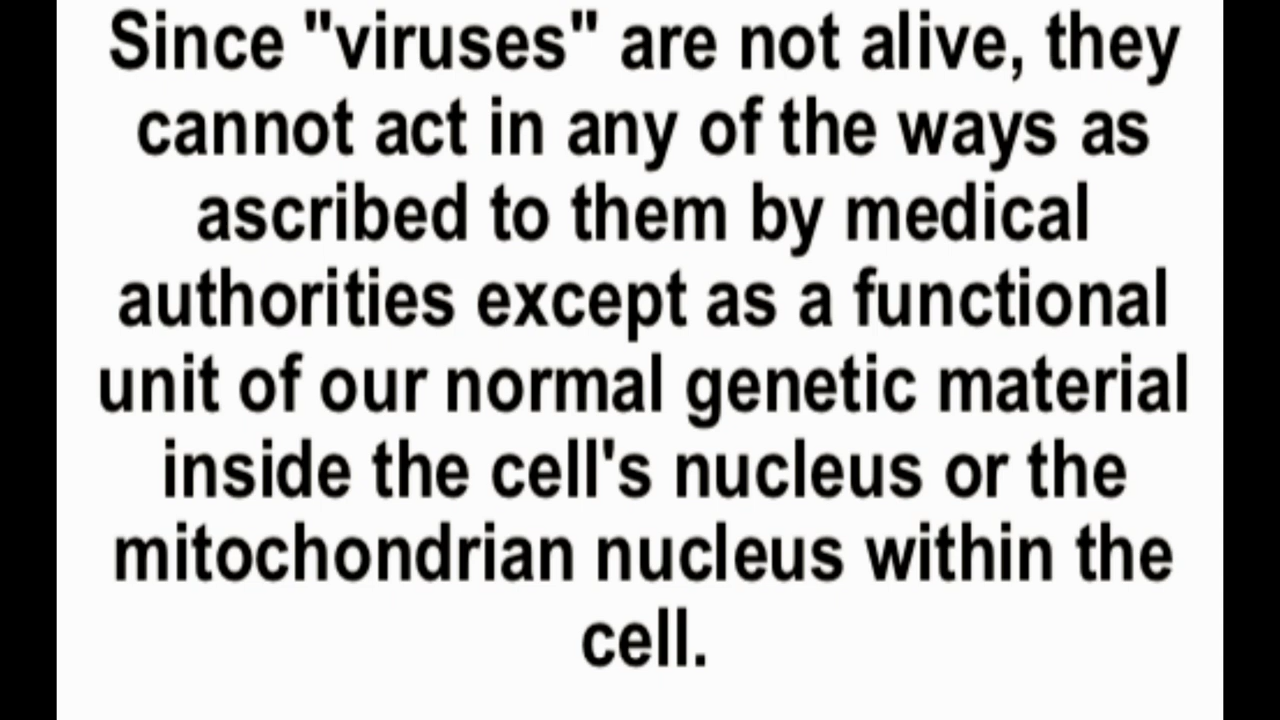 Since "viruses" are not alive, they
cannot act in any of the ways as
ascribed to them by medical
authorities except as a functional
unit of our normal genetic material
inside the cell's nucleus or the
mitochondrian nucleus within the
cell.